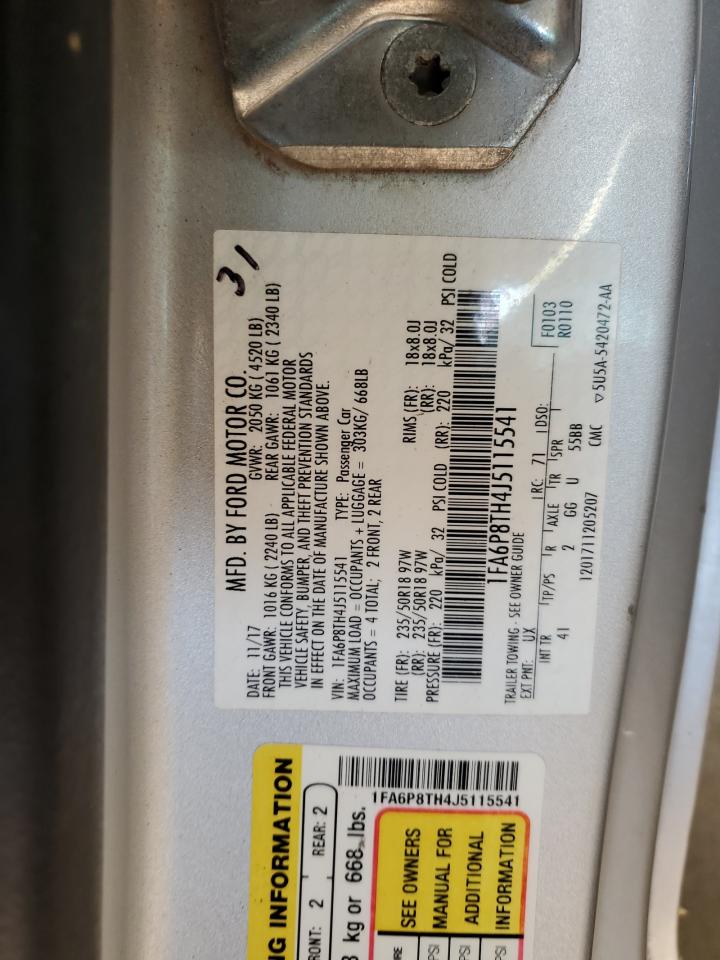 31
MFD. BY FORD MOTOR CO.
DATE: 11/17 GVWR: 2050 KG ( 4520 LB)
FRONT GAWR: 1016 KG ( 2240 LB) REAR GAWR: 1061 KG ( 2340 LB)
THIS VEHICLE CONFORMS TO ALL APPLICABLE FEDERAL MOTOR
VEHICLE SAFETY, BUMPER, AND THEFT PREVENTION STANDARDS
IN EFFECT ON THE DATE OF MANUFACTURE SHOWN ABOVE.
VIN: 1FA6P8TH4J5115541 TYPE: Passenger Car
MAXIMUM LOAD = OCCUPANTS + LUGGAGE = 303KG/ 668LB
OCCUPANTS = 4 TOTAL; 2 FRONT, 2 REAR
TIRE (FR): 235/50R18 97W RIMS (FR): 18x8.0J
(RR): 235/50R18 97W (RR): 18x8.0J
PRESSURE (FR): 220 kPa/ 32 PSI COLD (RR): 220 kPa/ 32 PSI COLD
1FA6P8TH4J5115541
TRAILER TOWING - SEE OWNER GUIDE
EXT PNT: UX RC: 71 DSO: F0103
R0110
INT TR TP/PS R AXLE TR SPR
41 2 GG U 55BB
1201711205207 CMC ▽5U5A-5420472-AA
NG INFORMATION
FRONT: 2 REAR: 2
3 kg or 668 lbs.
1FA6P8TH4J5115541
SEE OWNERS
MANUAL FOR
ADDITIONAL
INFORMATION
PSI
PSI
PSI